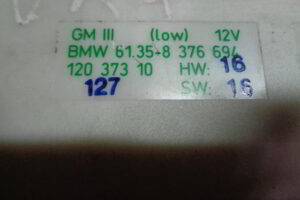 GM III (low) 12V
BMW 61.35-8 376 694
120 373 10 HW: 16
127 SW: 16